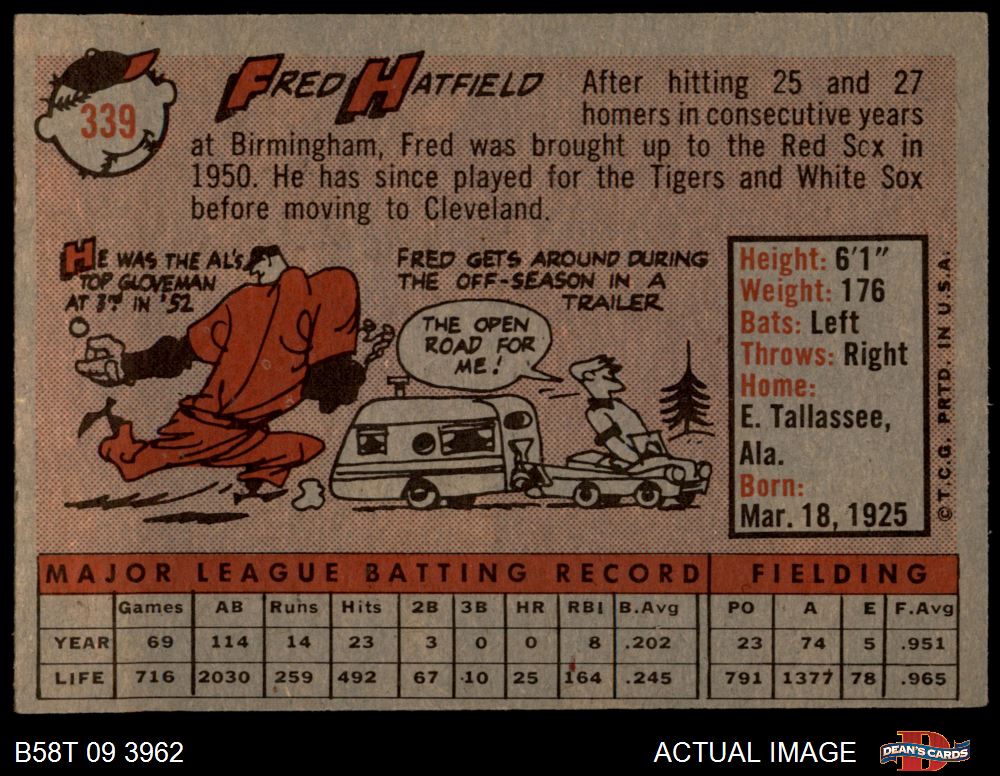 339
FRED HATFIELD
After hitting 25 and 27
homers in consecutive years
at Birmingham, Fred was brought up to the Red Sox in
1950. He has since played for the Tigers and White Sox
before moving to Cleveland.
HE WAS THE AL'S
TOP GLOVEMAN
AT 3RD IN '52
FRED GETS AROUND DURING
THE OFF-SEASON IN A
TRAILER
THE OPEN
ROAD FOR
ME!
Height: 6'1"
Weight: 176
Bats: Left
Throws: Right
Home:
E. Tallassee,
Ala.
Born:
Mar. 18, 1925
© T.C.G. PRTD. IN U.S.A.
MAJOR LEAGUE BATTING RECORD FIELDING
Games AB Runs Hits 2B 3B HR RBI B.Avg PO A E F.Avg
YEAR 69 114 14 23 3 0 0 8 .202 23 74 5 .951
LIFE 716 2030 259 492 67 10 25 164 .245 791 1377 78 .965
B58T 09 3962 ACTUAL IMAGE
D
DEAN'S CARDS